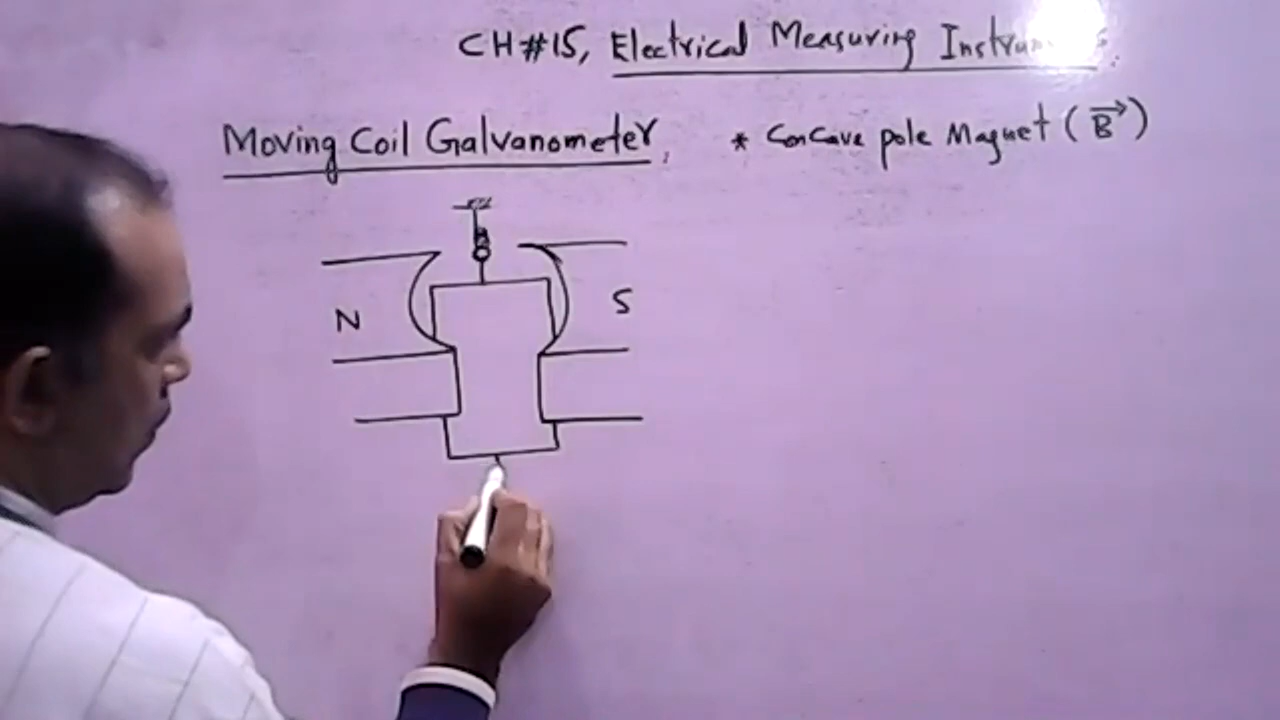 CH#15, Electrical Measuring
Moving Coil Galvanometer, * Concave pole Magnet (B⃗)
N S